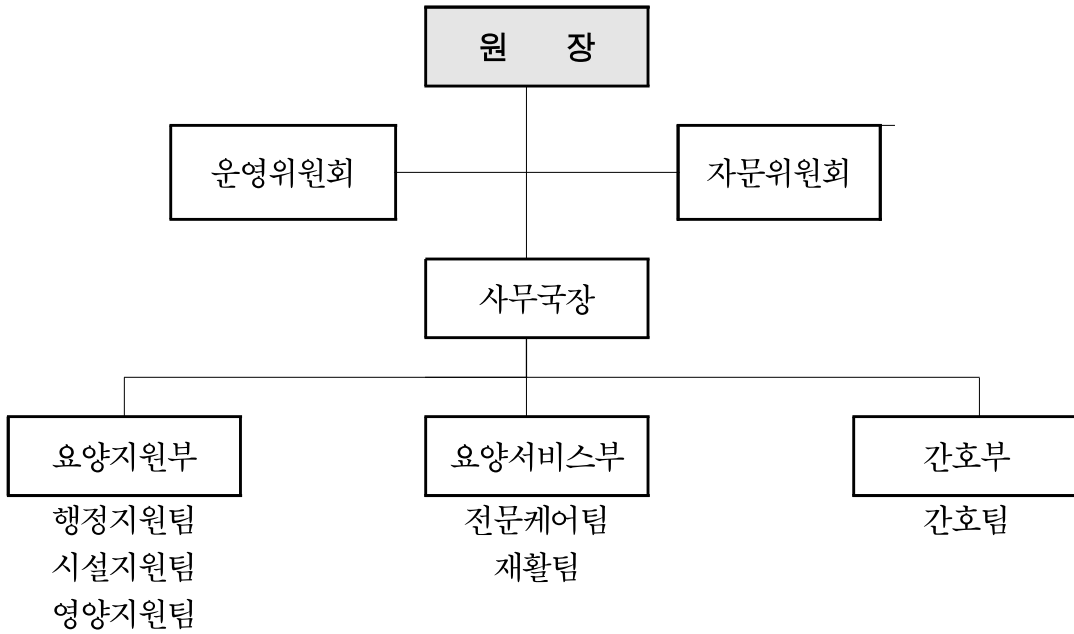 원 장
운영위원회
자문위원회
사무국장
요양지원부
요양서비스부
간호부
행정지원팀
전문케어팀
간호팀
시설지원팀
재활팀
영양지원팀